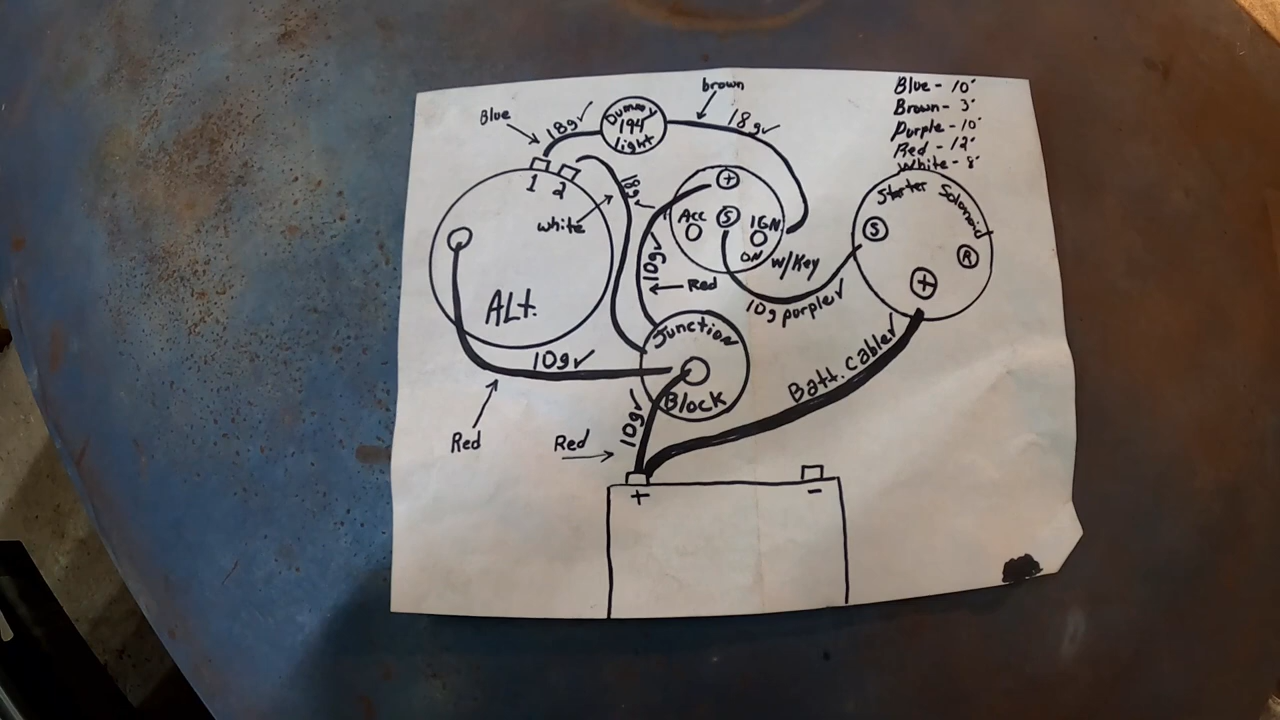 Blue - 10'
Brown - 3'
Purple - 10'
Red - 12'
White - 8'
brown
Blue
18g✓
Dummy
194
light
18g✓
1 2
18g✓
white
+
Acc
S
IGN.
ON
w/Key
Starter Solonoid
S
R
+
10g✓
Red
10g purple✓
ALt.
Junction
Block
10g✓
Batt. cable✓
10g✓
Red
Red
+
-